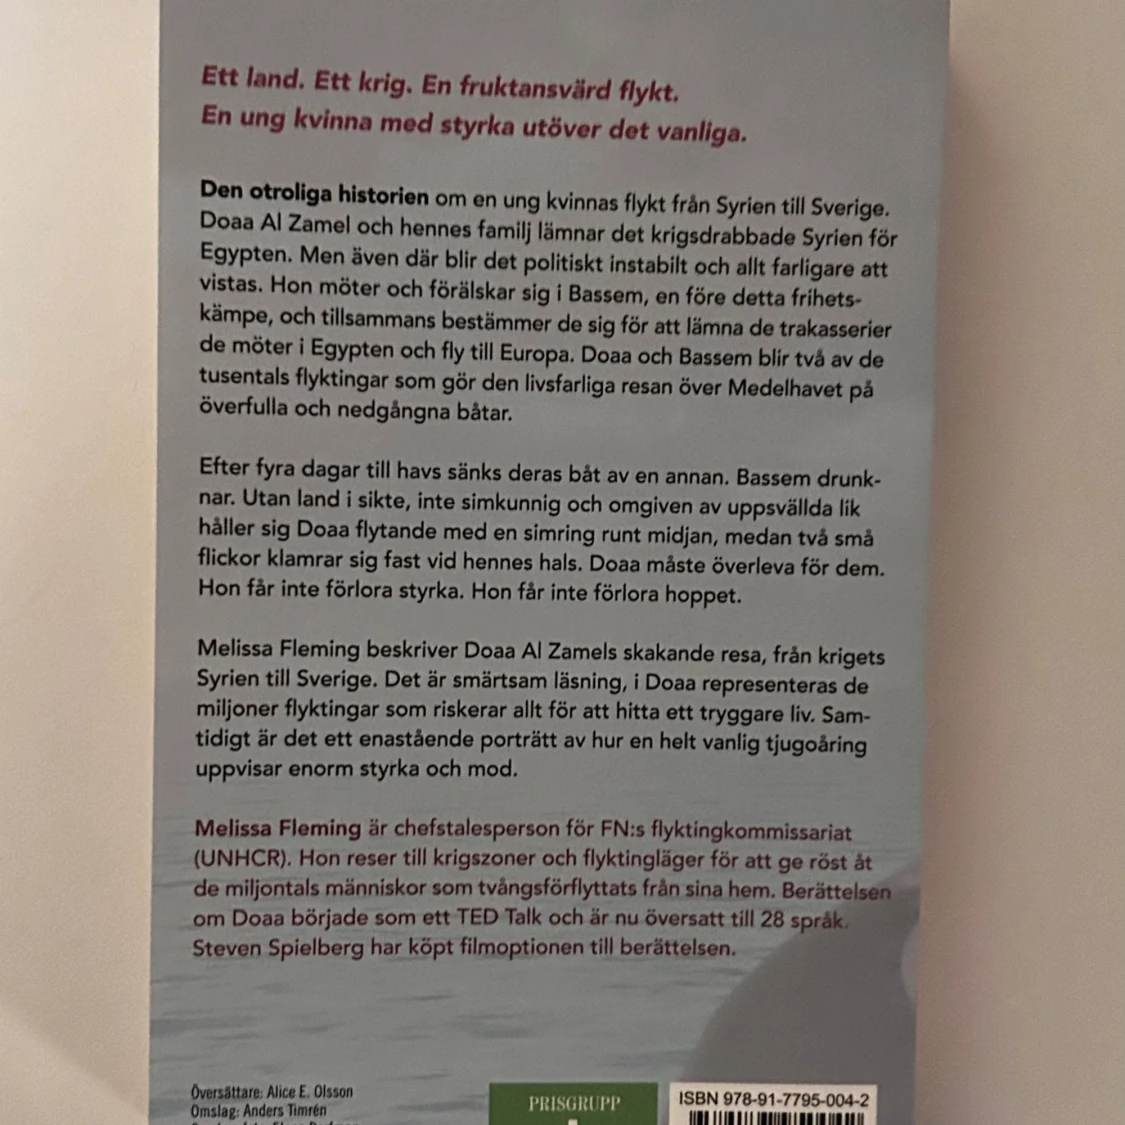 Ett land. Ett krig. En fruktansvärd flykt.
En ung kvinna med styrka utöver det vanliga.
Den otroliga historien om en ung kvinnas flykt från Syrien till Sverige.
Doaa Al Zamel och hennes familj lämnar det krigsdrabbade Syrien för
Egypten. Men även där blir det politiskt instabilt och allt farligare att
vistas. Hon möter och förälskar sig i Bassem, en före detta frihets-
kämpe, och tillsammans bestämmer de sig för att lämna de trakasserier
de möter i Egypten och fly till Europa. Doaa och Bassem blir två av de
tusentals flyktingar som gör den livsfarliga resan över Medelhavet på
överfulla och nedgångna båtar.
Efter fyra dagar till havs sänks deras båt av en annan. Bassem drunk-
nar. Utan land i sikte, inte simkunnig och omgiven av uppsvällda lik
håller sig Doaa flytande med en simring runt midjan, medan två små
flickor klamrar sig fast vid hennes hals. Doaa måste överleva för dem.
Hon får inte förlora styrka. Hon får inte förlora hoppet.
Melissa Fleming beskriver Doaa Al Zamels skakande resa, från krigets
Syrien till Sverige. Det är smärtsam läsning, i Doaa representeras de
miljoner flyktingar som riskerar allt för att hitta ett tryggare liv. Sam-
tidigt är det ett enastående porträtt av hur en helt vanlig tjugoåring
uppvisar enorm styrka och mod.
Melissa Fleming är chefstalesperson för FN:s flyktingkommissariat
(UNHCR). Hon reser till krigszoner och flyktingläger för att ge röst åt
de miljontals människor som tvångsförflyttats från sina hem. Berättelsen
om Doaa började som ett TED Talk och är nu översatt till 28 språk.
Steven Spielberg har köpt filmoptionen till berättelsen.
Översättare: Alice E. Olsson
Omslag: Anders Timrén
PRISGRUPP
ISBN 978-91-7795-004-2